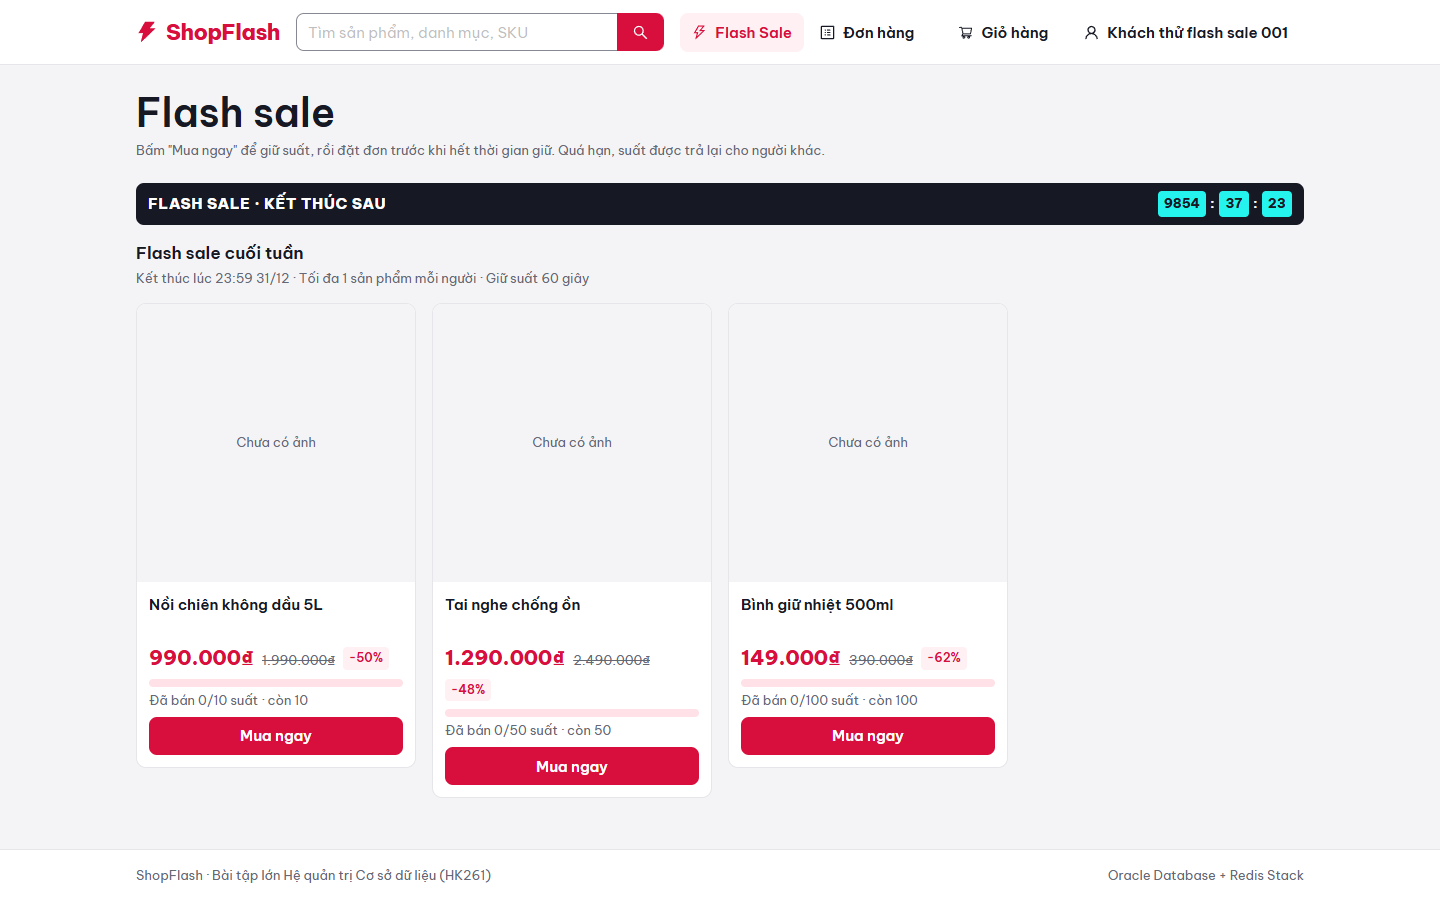 ShopFlash
Tìm sản phẩm, danh mục, SKU
Flash Sale
Đơn hàng
Giỏ hàng
Khách thử flash sale 001
Flash sale
Bấm "Mua ngay" để giữ suất, rồi đặt đơn trước khi hết thời gian giữ. Quá hạn, suất được trả lại cho người khác.
FLASH SALE · KẾT THÚC SAU
9854 : 37 : 23
Flash sale cuối tuần
Kết thúc lúc 23:59 31/12 · Tối đa 1 sản phẩm mỗi người · Giữ suất 60 giây
Chưa có ảnh
Nồi chiên không dầu 5L
990.000₫ 1.990.000₫ -50%
Đã bán 0/10 suất · còn 10
Mua ngay
Chưa có ảnh
Tai nghe chống ồn
1.290.000₫ 2.490.000₫
-48%
Đã bán 0/50 suất · còn 50
Mua ngay
Chưa có ảnh
Bình giữ nhiệt 500ml
149.000₫ 390.000₫ -62%
Đã bán 0/100 suất · còn 100
Mua ngay
ShopFlash · Bài tập lớn Hệ quản trị Cơ sở dữ liệu (HK261)
Oracle Database + Redis Stack